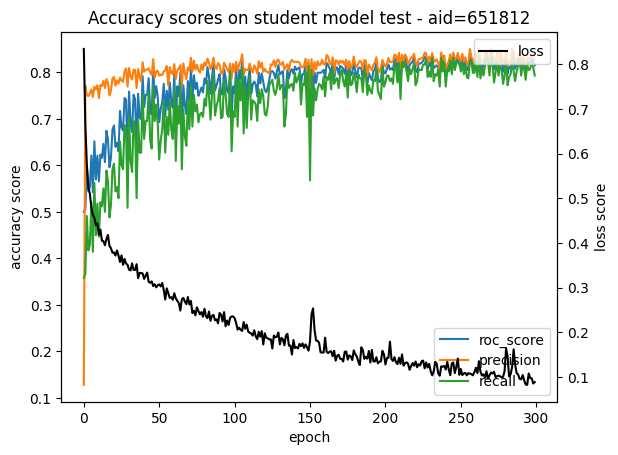 Accuracy scores on student model test - aid=651812
loss
0.8
0.7
0.6
0.5
0.4
0.3
0.2
0.1
accuracy score
0.8
0.7
0.6
0.5
0.4
0.3
0.2
0.1
loss score
roc_score
precision
recall
0
50
100
150
200
250
300
epoch